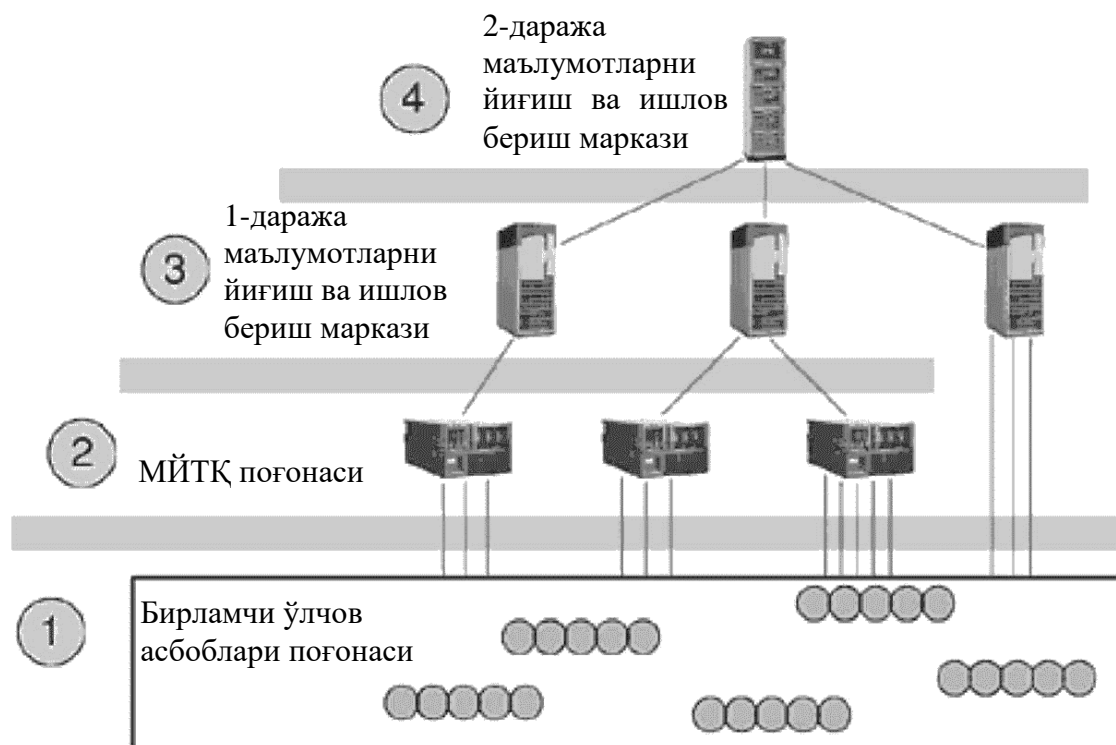 4
2-даража
маълумотларни
йиғиш ва ишлов
бериш маркази
3
1-даража
маълумотларни
йиғиш ва ишлов
бериш маркази
2
МЙТҚ поғонаси
1
Бирламчи ўлчов
асбоблари поғонаси